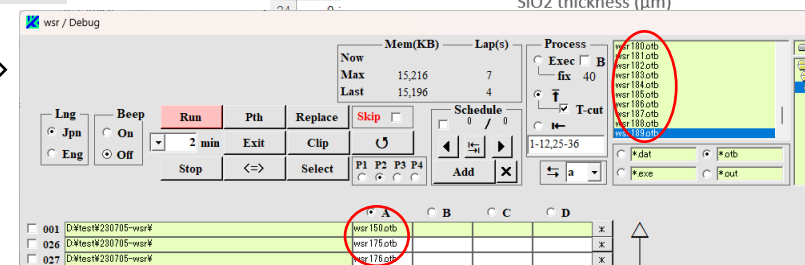 SiO2 thickness (μm)
24
wsr / Debug
Mem(KB) Lap(s)
Now
Max 15,216 7
Last 15,196 4
Process
Exec B
fix 40
T-cut
1-12,25-36
a
wsr180.otb
wsr181.otb
wsr182.otb
wsr183.otb
wsr184.otb
wsr185.otb
wsr186.otb
wsr187.otb
wsr188.otb
wsr189.otb
*.dat *.otb
*.exe *.out
Lng Beep
Jpn On
Eng Off
Run Pth Replace Skip
2 min Exit Clip
Stop <=> Select P1 P2 P3 P4
Schedule
0 / 0
Add X
A B C D
001 D:¥test¥230705-wsr¥ wsr150.otb *
026 D:¥test¥230705-wsr¥ wsr175.otb *
027 D:¥test¥230705-wsr¥ wsr176.otb *